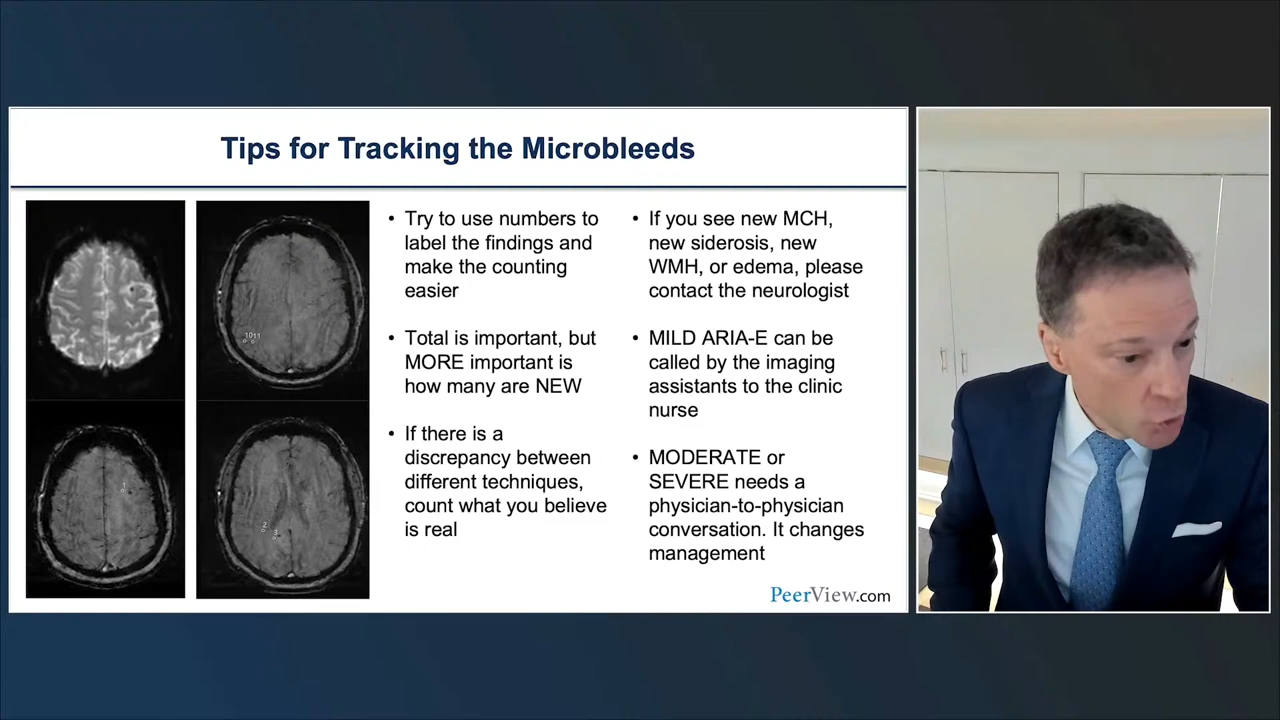 Tips for Tracking the Microbleeds
• Try to use numbers to
label the findings and
make the counting
easier
• Total is important, but
MORE important is
how many are NEW
• If there is a
discrepancy between
different techniques,
count what you believe
is real
• If you see new MCH,
new siderosis, new
WMH, or edema, please
contact the neurologist
• MILD ARIA-E can be
called by the imaging
assistants to the clinic
nurse
• MODERATE or
SEVERE needs a
physician-to-physician
conversation. It changes
management
1011
1
2
3
PeerView.com